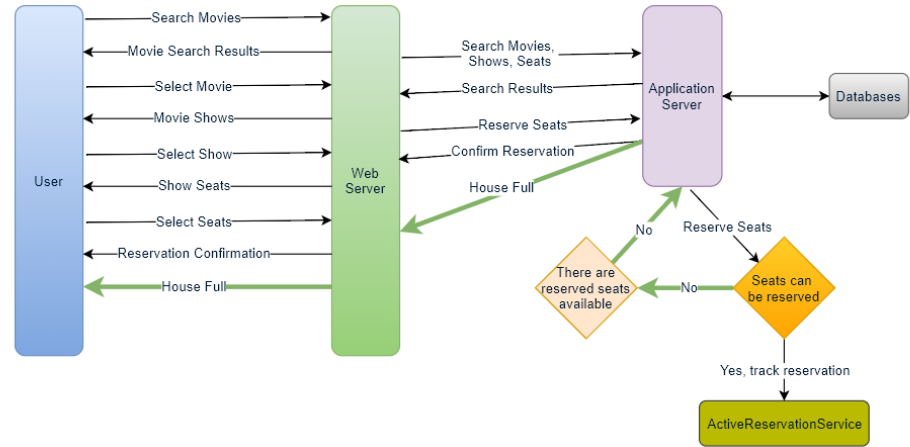 Search Movies
Movie Search Results
Select Movie
Movie Shows
Select Show
Show Seats
Select Seats
Reservation Confirmation
House Full
User
Web
Server
Search Movies,
Shows, Seats
Search Results
Reserve Seats
Confirm Reservation
House Full
Application
Server
Databases
No
Reserve Seats
There are
reserved seats
available
No
Seats can
be reserved
Yes, track reservation
ActiveReservationService